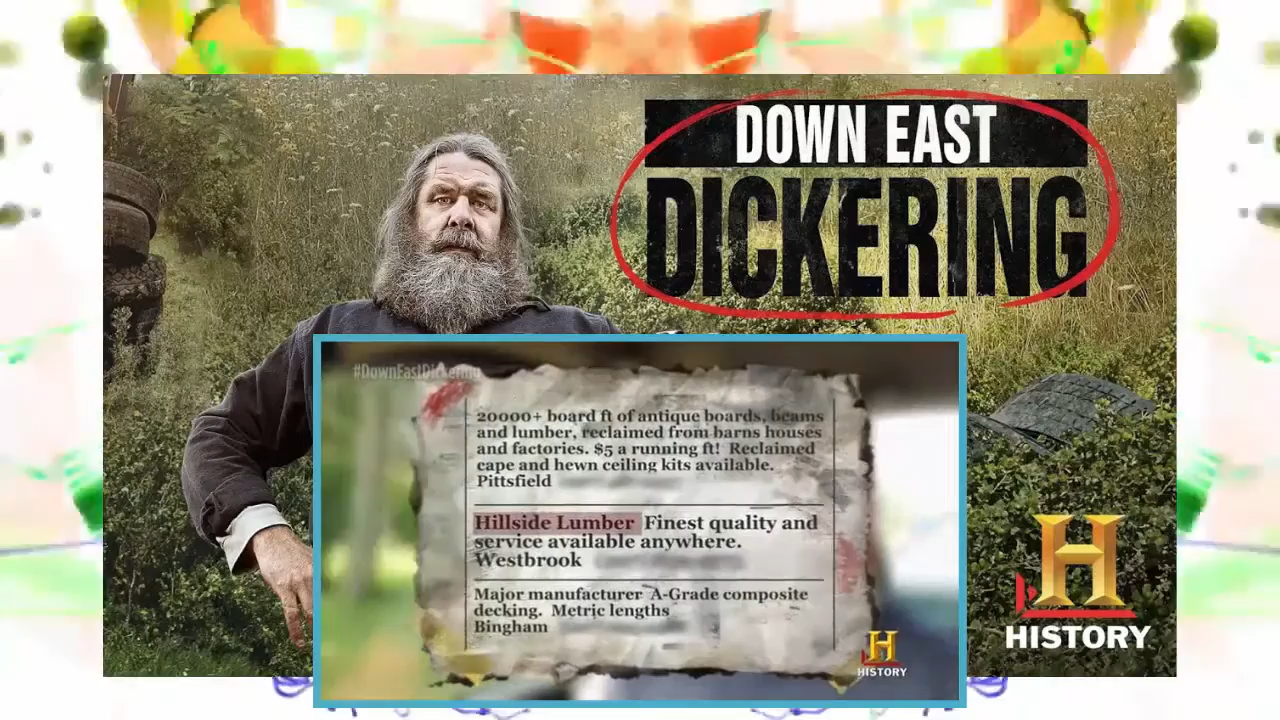 DOWN EAST
DICKERING
#DownEastDickering
20000+ board ft of antique boards, beams
and lumber, reclaimed from barns houses
and factories. $5 a running ft! Reclaimed
cape and hewn ceiling kits available.
Pittsfield
Hillside Lumber Finest quality and
service available anywhere.
Westbrook
Major manufacturer A-Grade composite
decking. Metric lengths
Bingham
H
HISTORY
H
HISTORY